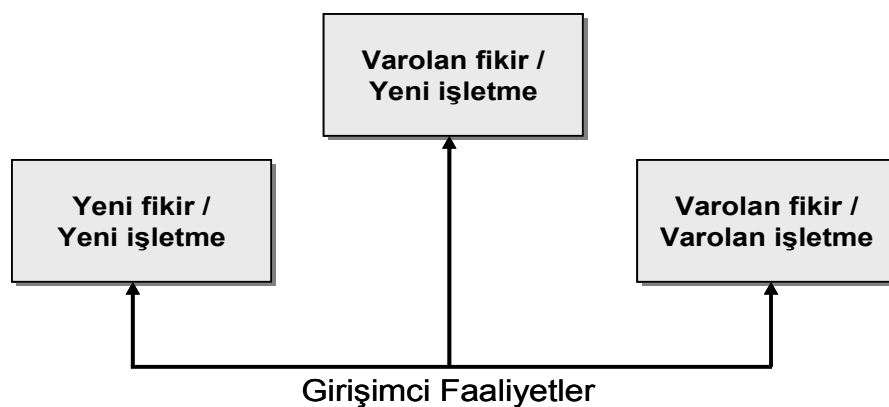 Varolan fikir /
Yeni işletme
Yeni fikir /
Yeni işletme
Varolan fikir /
Varolan işletme
Girişimci Faaliyetler